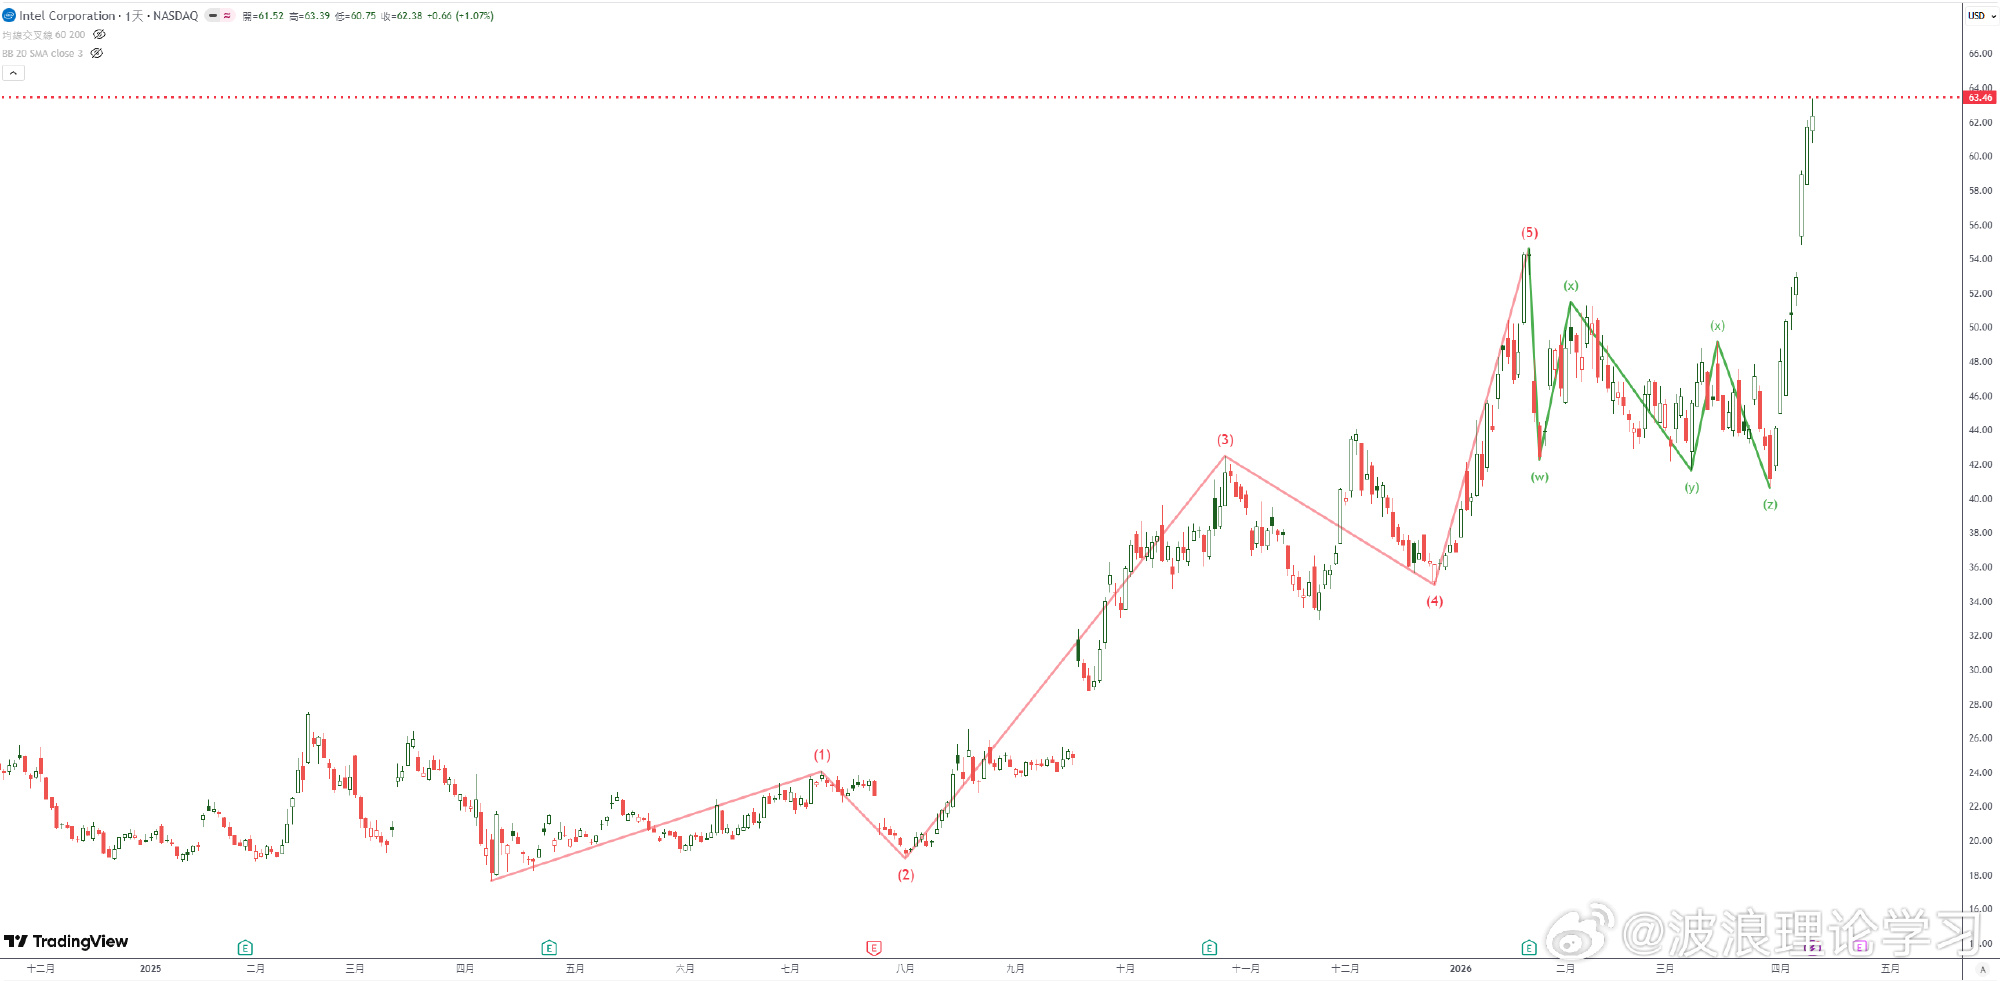 Intel Corporation · 1天 · NASDAQ 開=61.52 高=63.39 低=60.75 收=62.38 +0.66 (+1.07%)
USD
均線交叉線 60 200
BB 20 SMA close 3
66.00
64.00
63.46
62.00
60.00
58.00
56.00
54.00
52.00
50.00
48.00
46.00
44.00
42.00
40.00
38.00
36.00
34.00
32.00
30.00
28.00
26.00
24.00
22.00
20.00
18.00
16.00
14.00
(5)
(x)
(x)
(3)
(w)
(y)
(z)
(4)
(1)
(2)
TradingView
E E E E E E
@波浪理论学习
十二月 2025 二月 三月 四月 五月 六月 七月 八月 九月 十月 十一月 十二月 2026 二月 三月 四月 五月 A